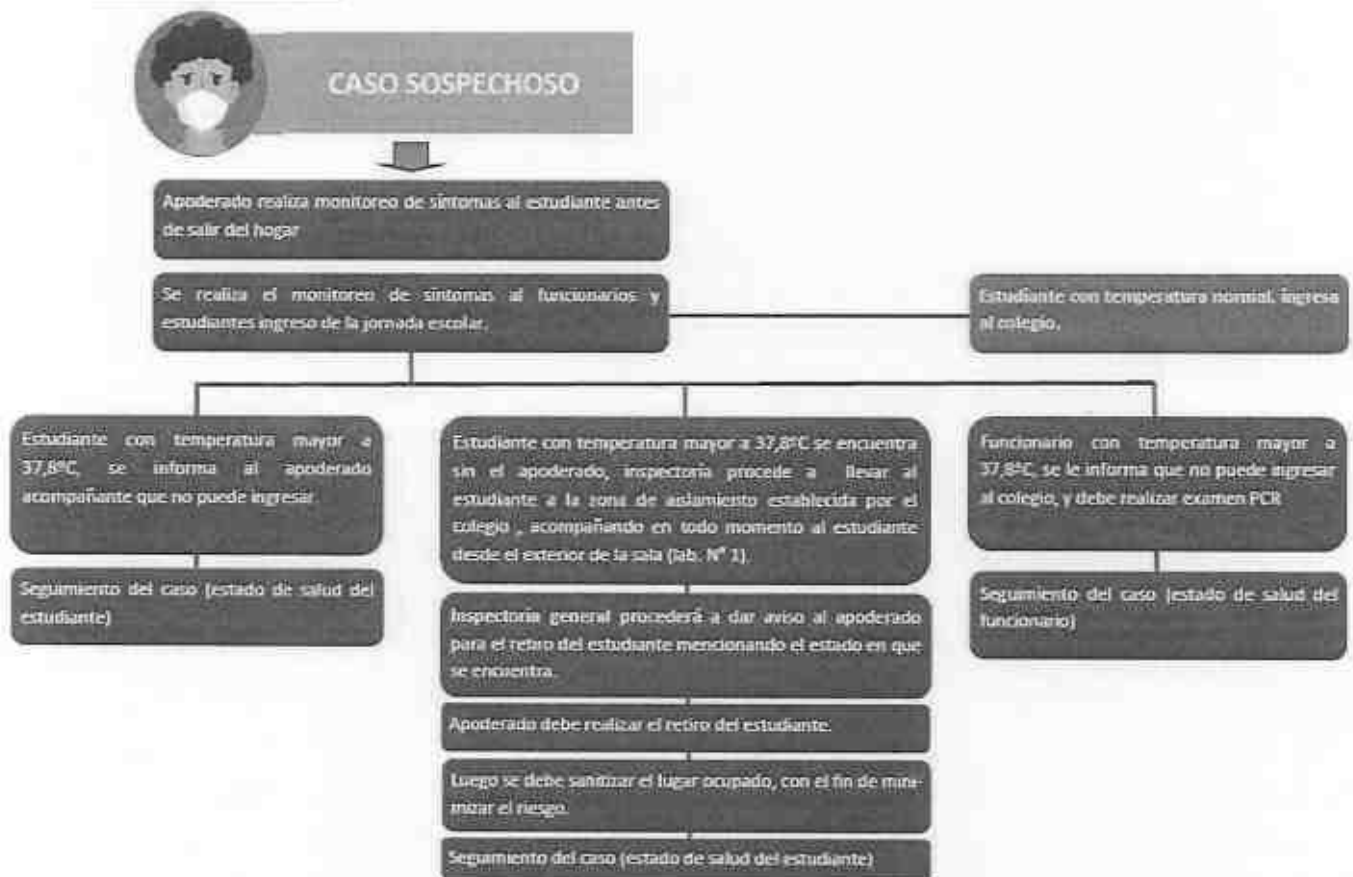 CASO SOSPECHOSO
Apoderado realiza monitoreo de síntomas al estudiante antes
de salir del hogar
Se realiza el monitoreo de síntomas al funcionarios y
estudiantes ingreso de la jornada escolar.
Estudiante con temperatura normal, ingresa
al colegio.
Estudiante con temperatura mayor a
37,8ºC, se informa al apoderado
acompañante que no puede ingresar.
Seguimiento del caso (estado de salud del
estudiante)
Estudiante con temperatura mayor a 37,8ºC se encuentra
sin el apoderado, inspectoría procede a llevar al
estudiante a la zona de aislamiento establecida por el
colegio , acompañando en todo momento al estudiante
desde el exterior de la sala (lab. N° 1).
Inspectoría general procederá a dar aviso al apoderado
para el retiro del estudiante mencionando el estado en que
se encuentra.
Apoderado debe realizar el retiro del estudiante.
Luego se debe sanitizar el lugar ocupado, con el fin de mini-
mizar el riesgo.
Seguimiento del caso (estado de salud del estudiante)
Funcionario con temperatura mayor a
37,8ºC, se le informa que no puede ingresar
al colegio, y debe realizar examen PCR
Seguimiento del caso (estado de salud del
funcionario)